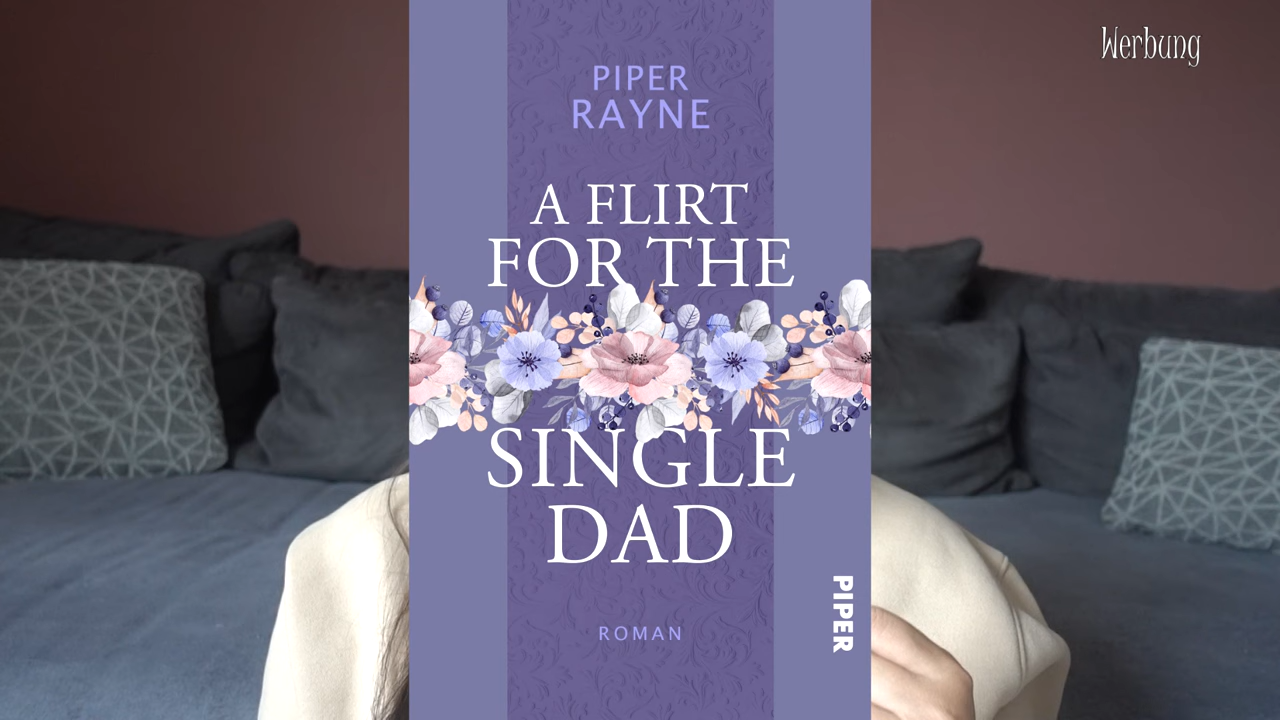 Werbung
PIPER
RAYNE
A FLIRT
FOR THE
SINGLE
DAD
ROMAN
PIPER